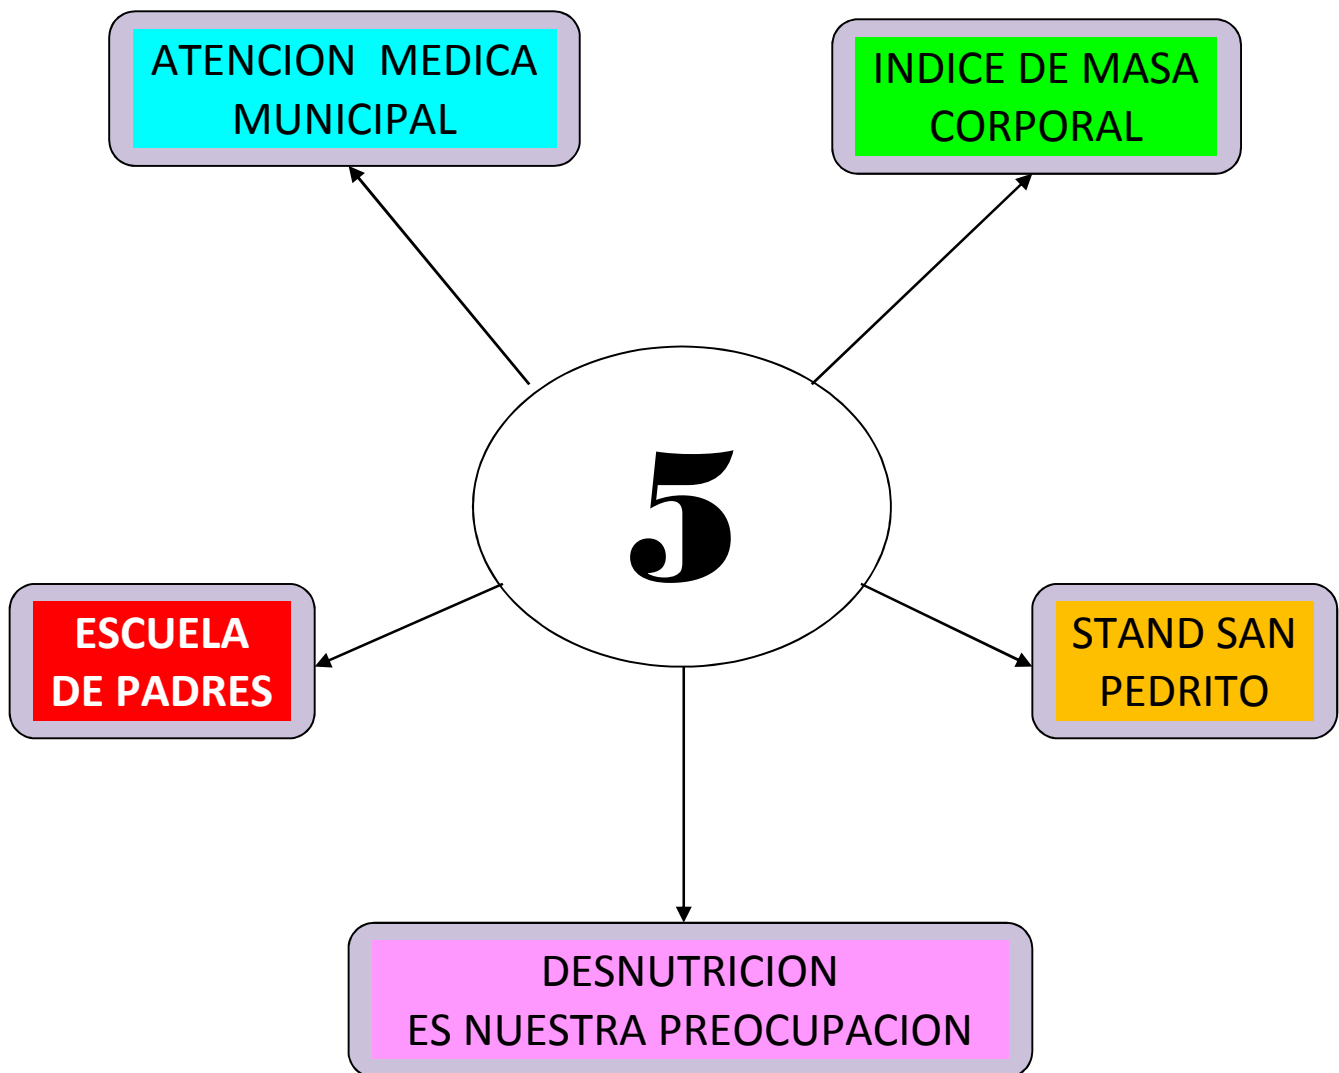 ATENCION  MEDICA
MUNICIPAL
INDICE DE MASA
CORPORAL
5
ESCUELA
DE PADRES
STAND SAN
PEDRITO
DESNUTRICION
ES NUESTRA PREOCUPACION